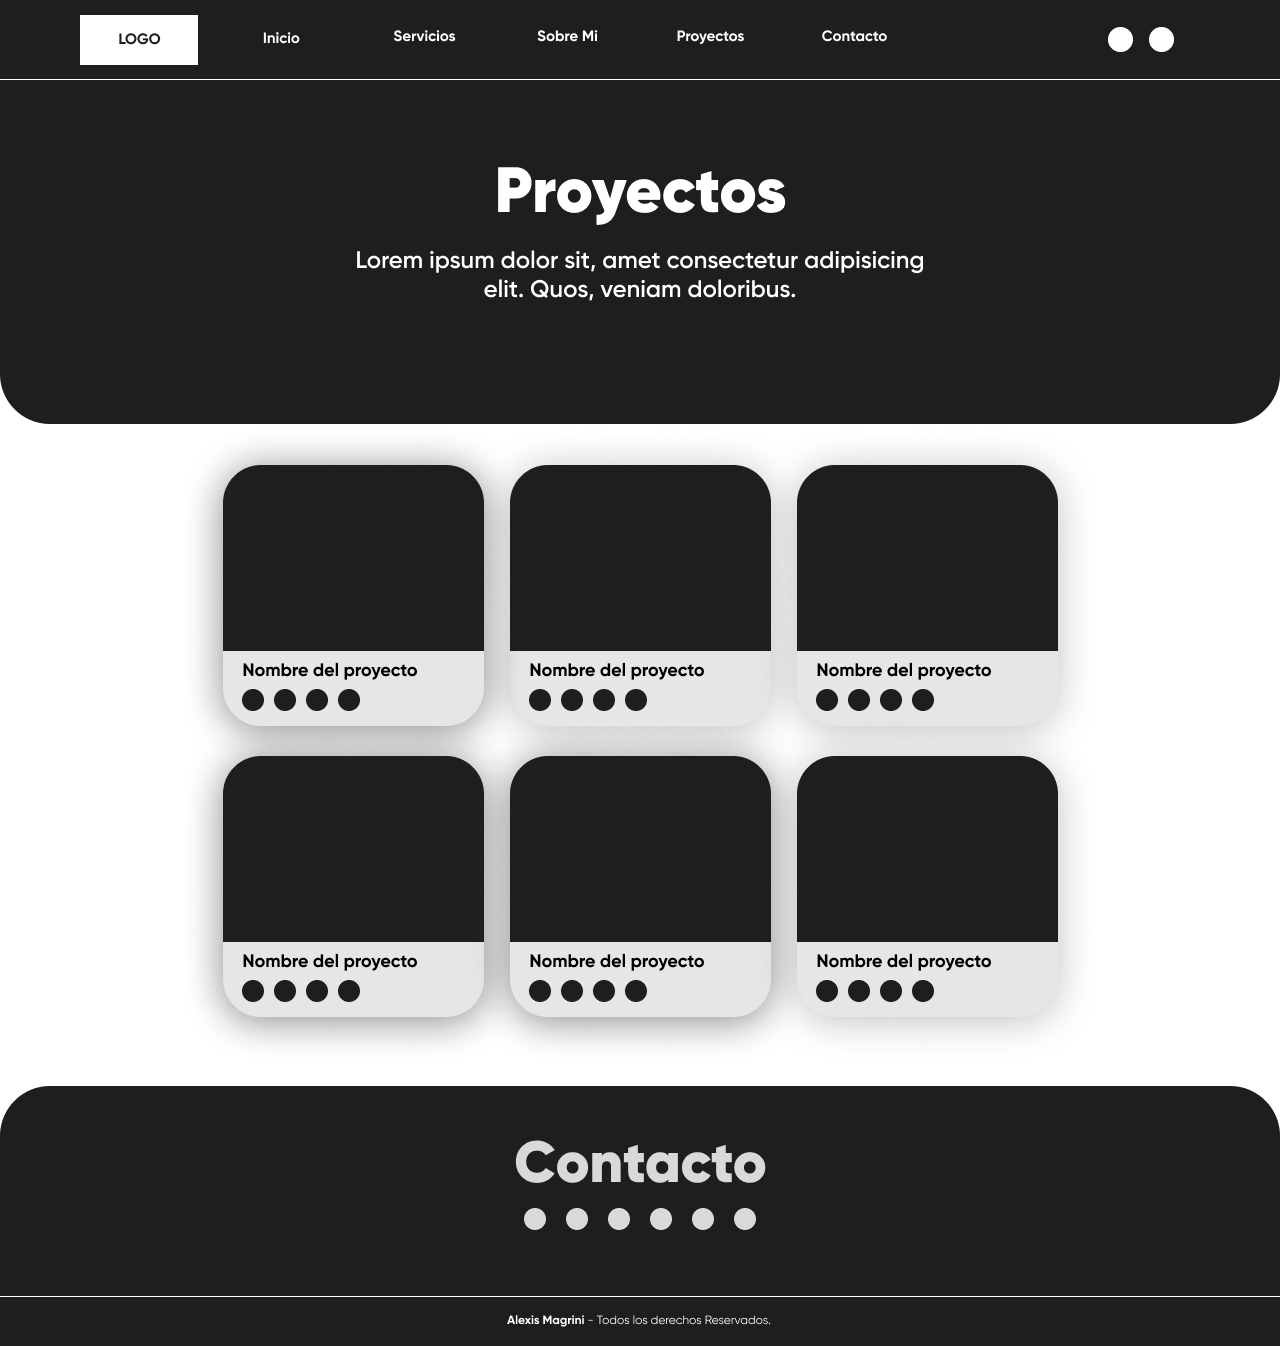 LOGO
Inicio
Servicios
Sobre Mi
Proyectos
Contacto
Proyectos
Lorem ipsum dolor sit, amet consectetur adipisicing
elit. Quos, veniam doloribus.
Nombre del proyecto
Nombre del proyecto
Nombre del proyecto
Nombre del proyecto
Nombre del proyecto
Nombre del proyecto
Contacto
Alexis Magrini - Todos los derechos Reservados.